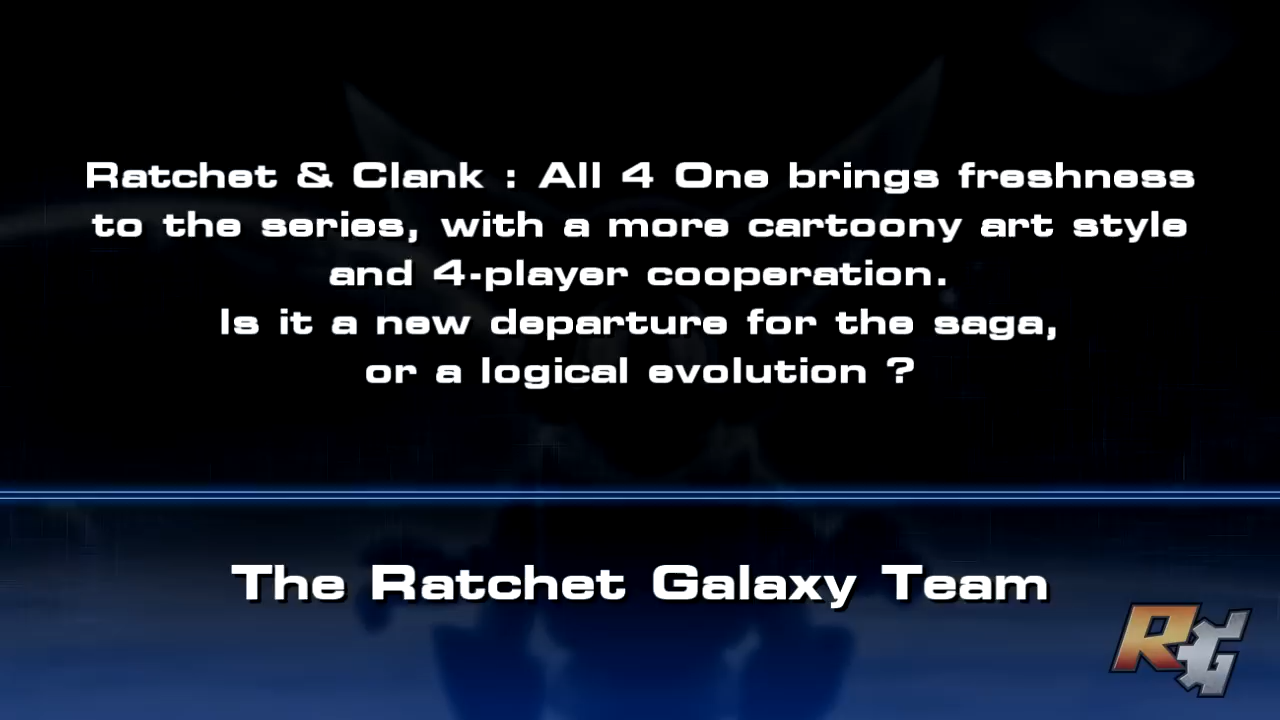 Ratchet & Clank : All 4 One brings freshness
to the series, with a more cartoony art style
and 4-player cooperation.
Is it a new departure for the saga,
or a logical evolution ?
The Ratchet Galaxy Team
RG